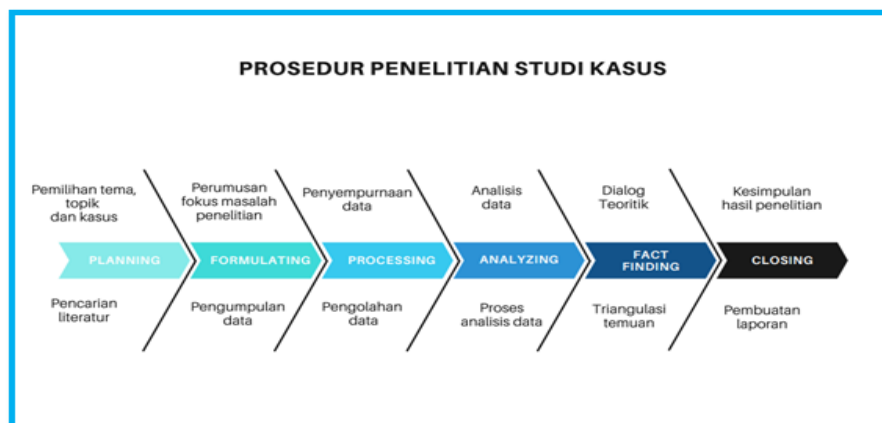 PROSEDUR PENELITIAN STUDI KASUS
Pemilihan tema,
topik
dan kasus
Perumusan
fokus masalah
penelitian
Penyempurnaan
data
Analisis
data
Dialog
Teoritik
Kesimpulan
hasil penelitian
PLANNING
FORMULATING
PROCESSING
ANALYZING
FACT
FINDING
CLOSING
Pencarian
literatur
Pengumpulan
data
Pengolahan
data
Proses
analisis data
Triangulasi
temuan
Pembuatan
laporan